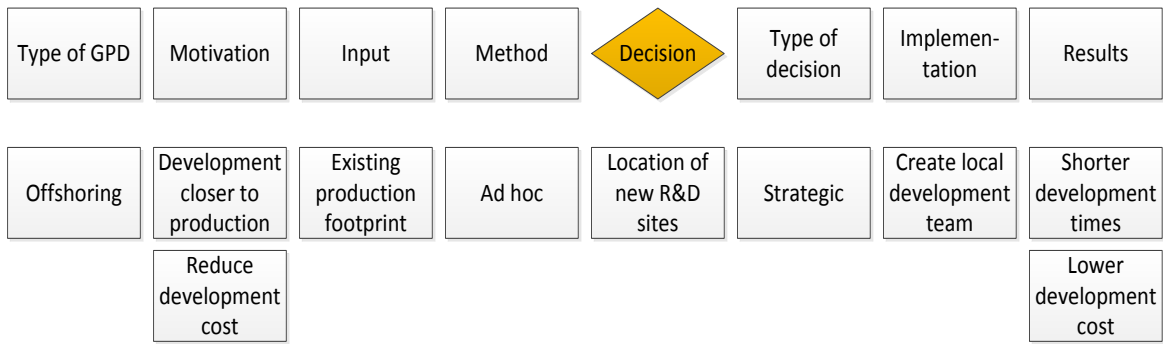 Type of GPD
Motivation
Input
Method
Decision
Type of
decision
Implemen-
tation
Results
Offshoring
Development
closer to
production
Existing
production
footprint
Ad hoc
Location of
new R&D
sites
Strategic
Create local
development
team
Shorter
development
times
Reduce
development
cost
Lower
development
cost